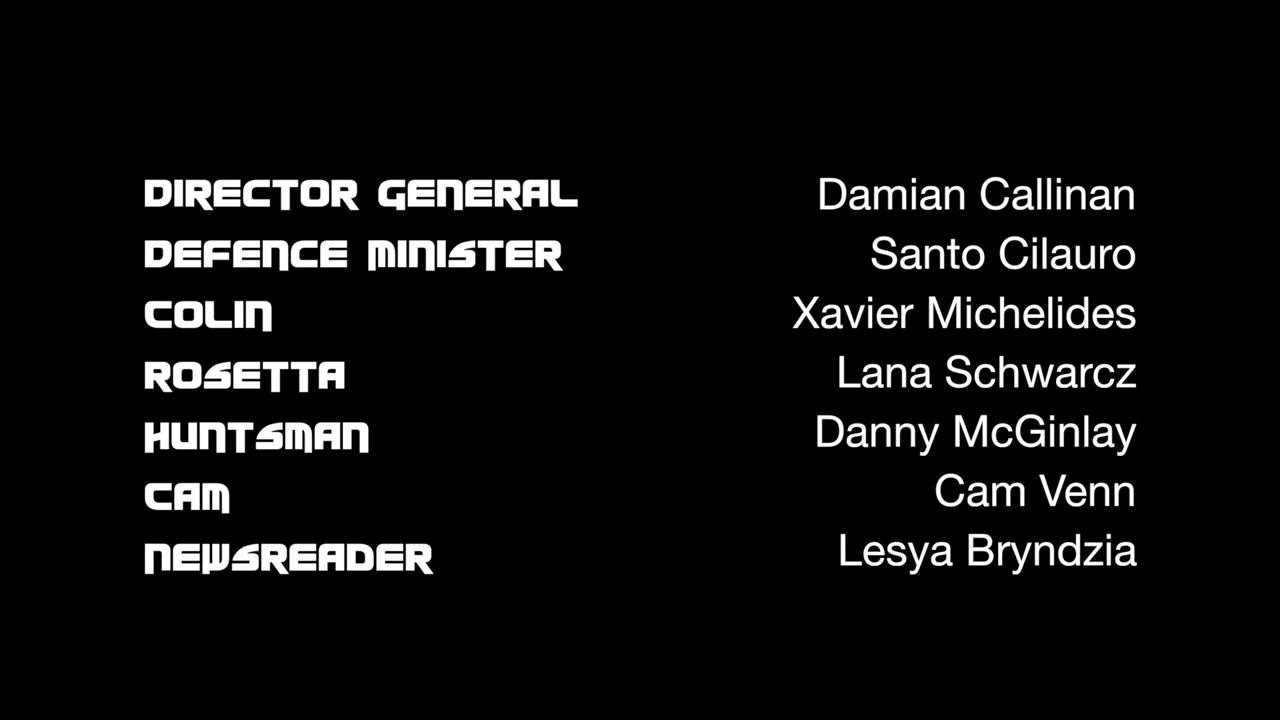 DIRECTOR GENERAL Damian Callinan
DEFENCE MINISTER Santo Cilauro
COLIN Xavier Michelides
ROSETTA Lana Schwarcz
HUNTSMAN Danny McGinlay
CAM Cam Venn
NEWSREADER Lesya Bryndzia